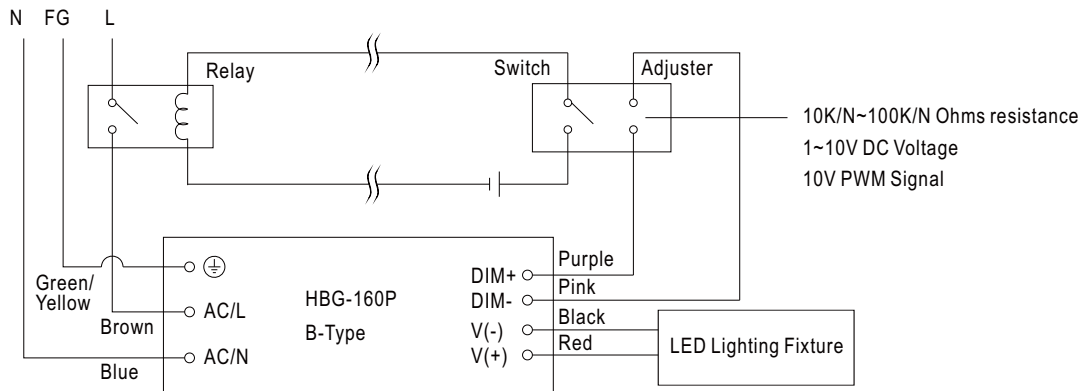 N FG L
Relay
Switch
Adjuster
10K/N~100K/N Ohms resistance
1~10V DC Voltage
10V PWM Signal
Green/
Yellow
Brown
Blue
AC/L
AC/N
HBG-160P
B-Type
DIM+
DIM-
V(-)
V(+)
Purple
Pink
Black
Red
LED Lighting Fixture